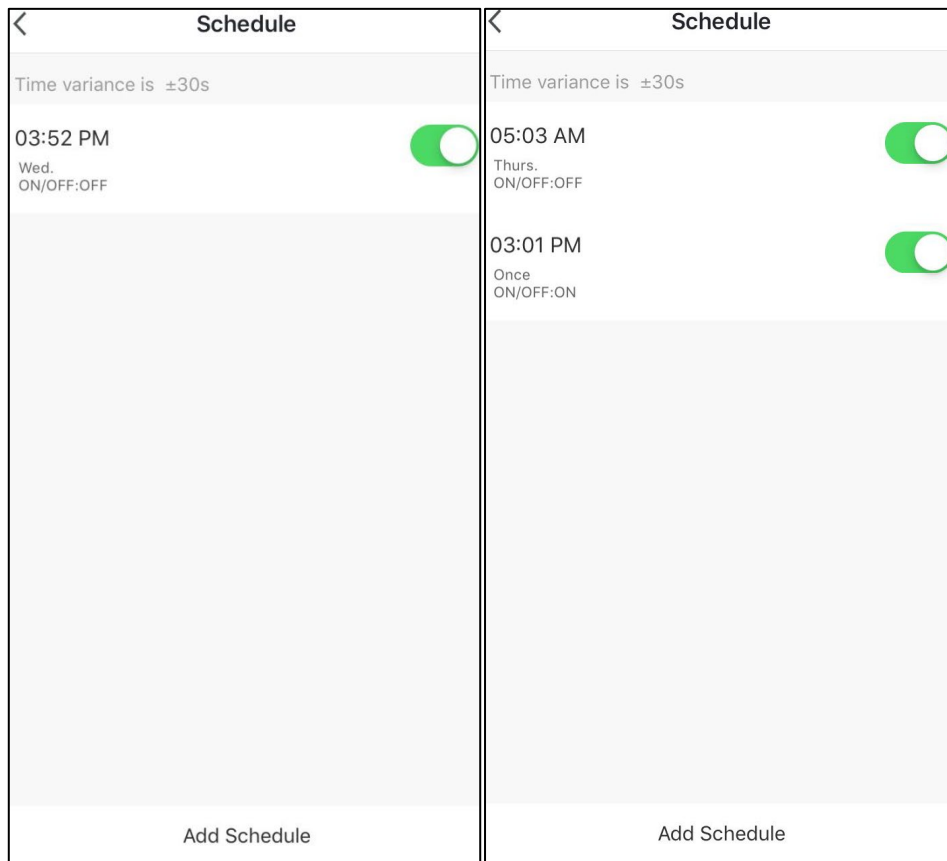 Schedule
Time variance is ±30s
03:52 PM
Wed.
ON/OFF:OFF
Add Schedule
Schedule
Time variance is ±30s
05:03 AM
Thurs.
ON/OFF:OFF
03:01 PM
Once
ON/OFF:ON
Add Schedule